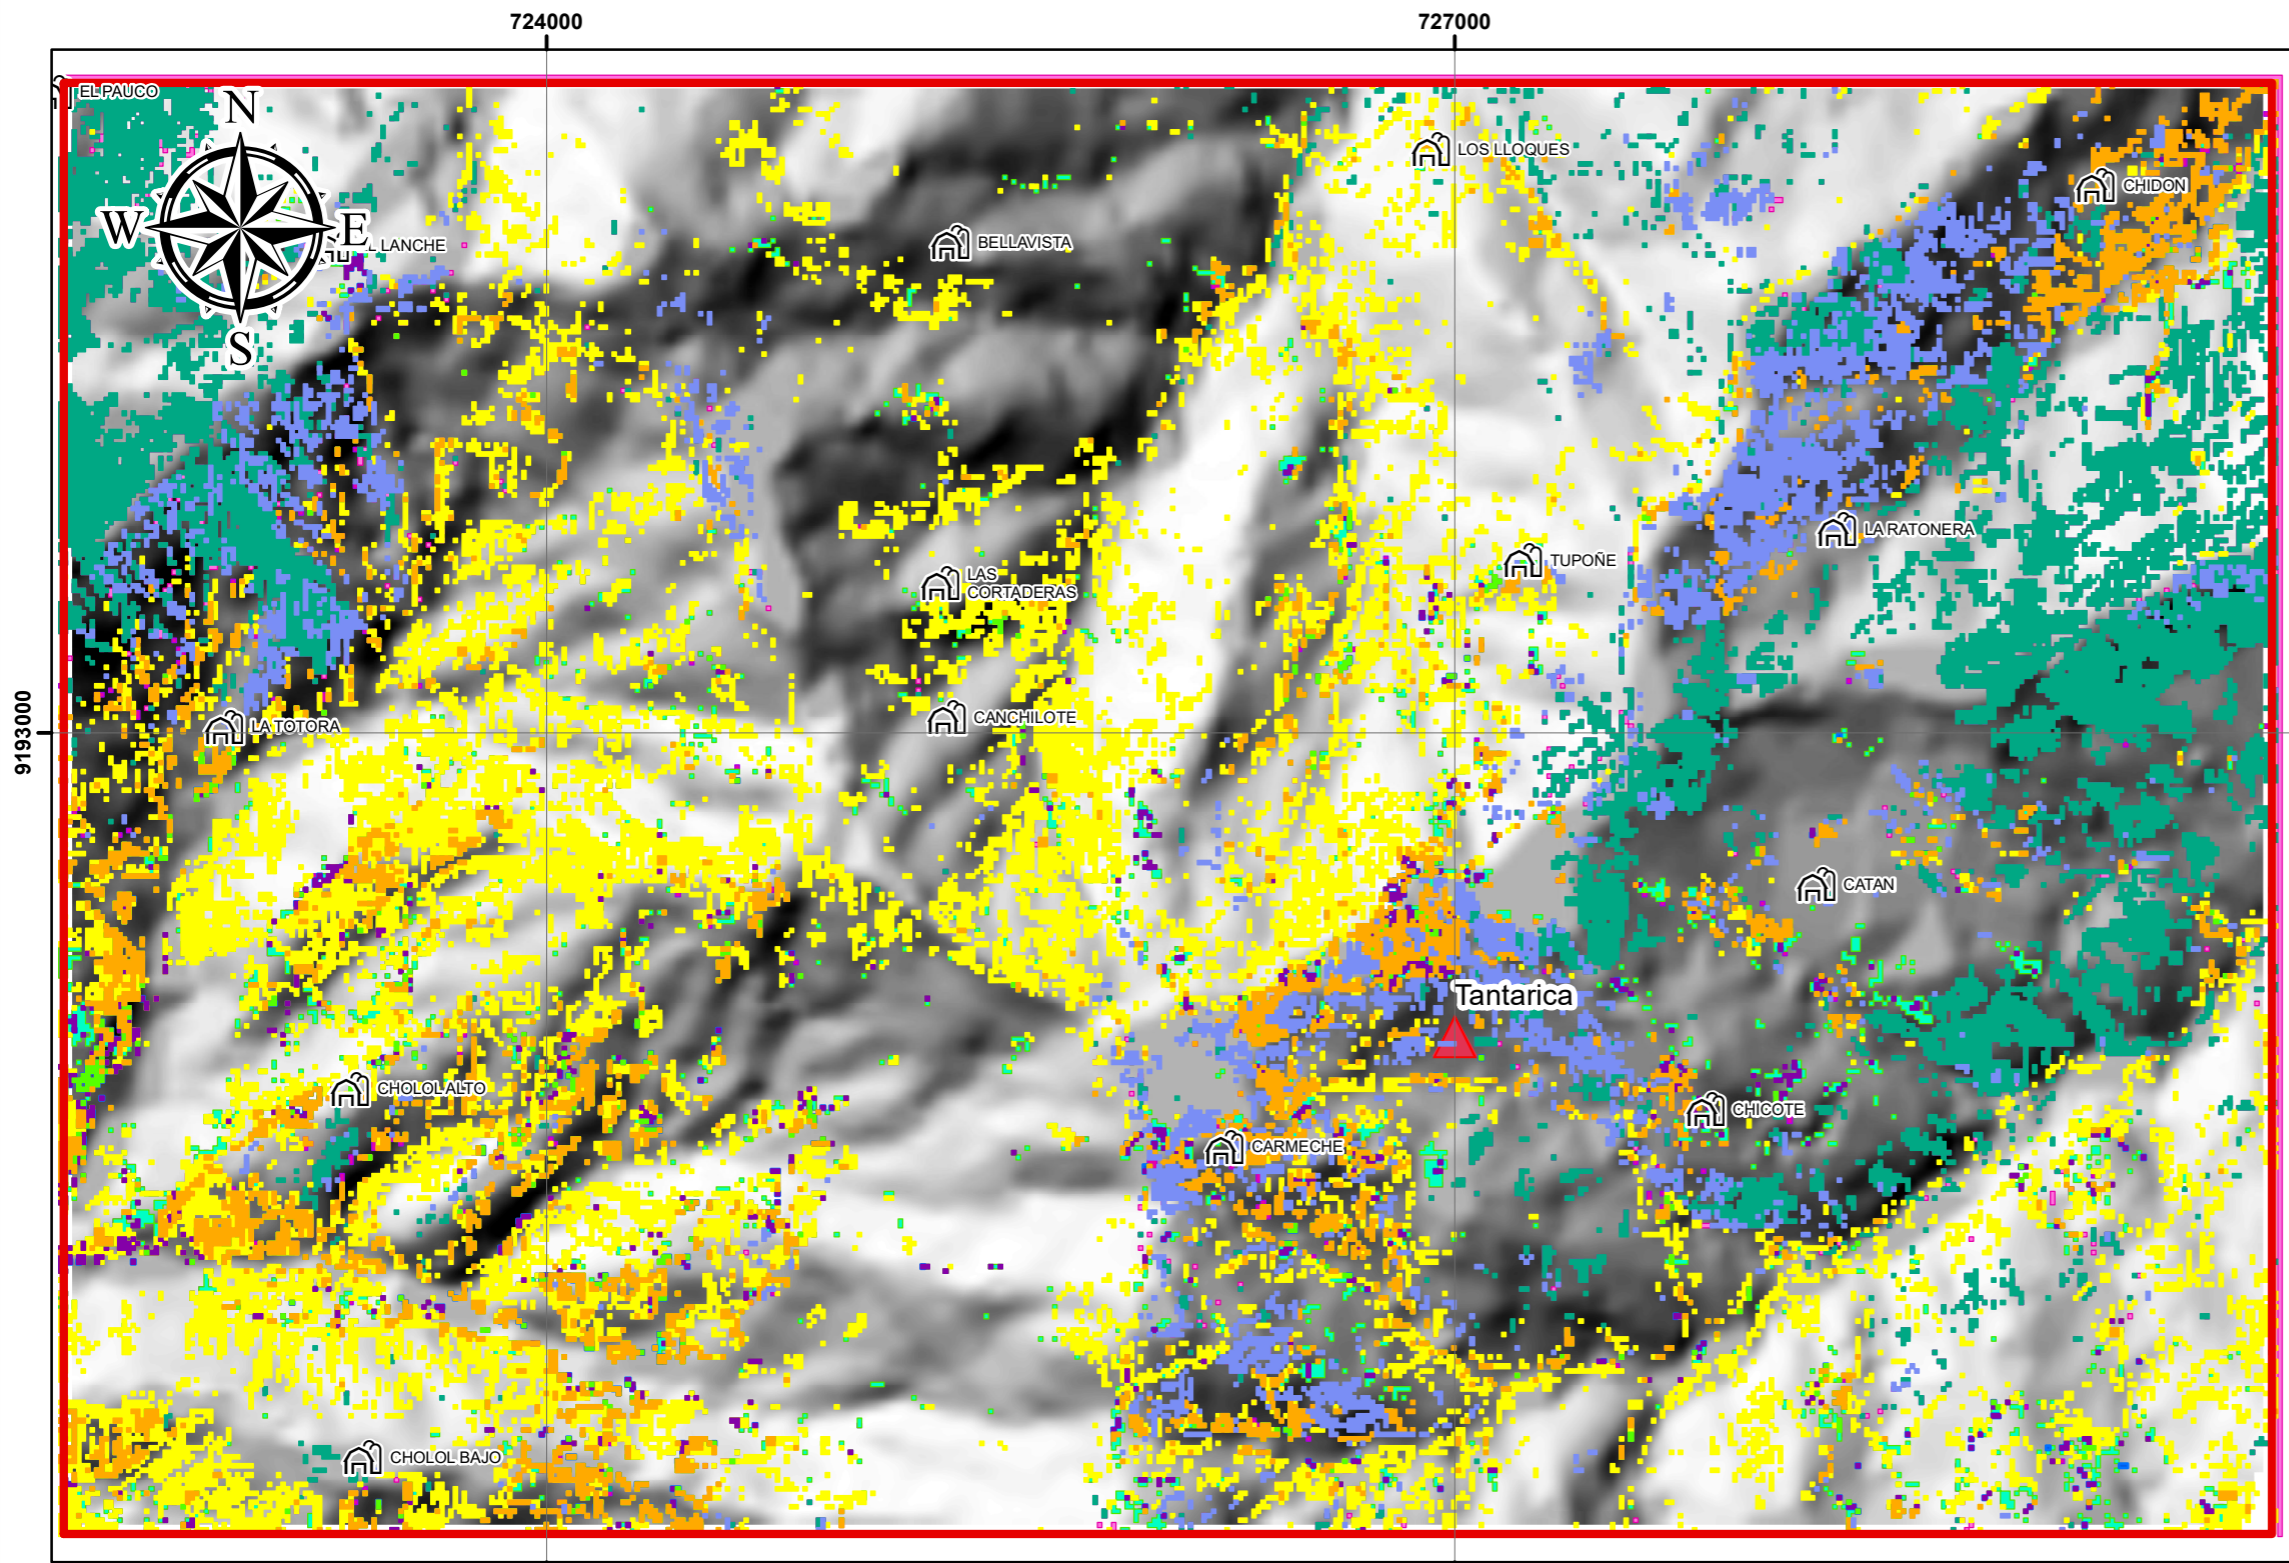 724000
727000
EL PAUCO
N
LOS LLOQUES
CHIDON
W
E
L LANCHE
BELLAVISTA
S
LA RATONERA
TUPOÑE
LAS
CORTADERAS
9193000
LA TOTORA
CANCHILOTE
CATAN
Tantarica
CHOLOL ALTO
CHICOTE
CARMECHE
CHOLOL BAJO